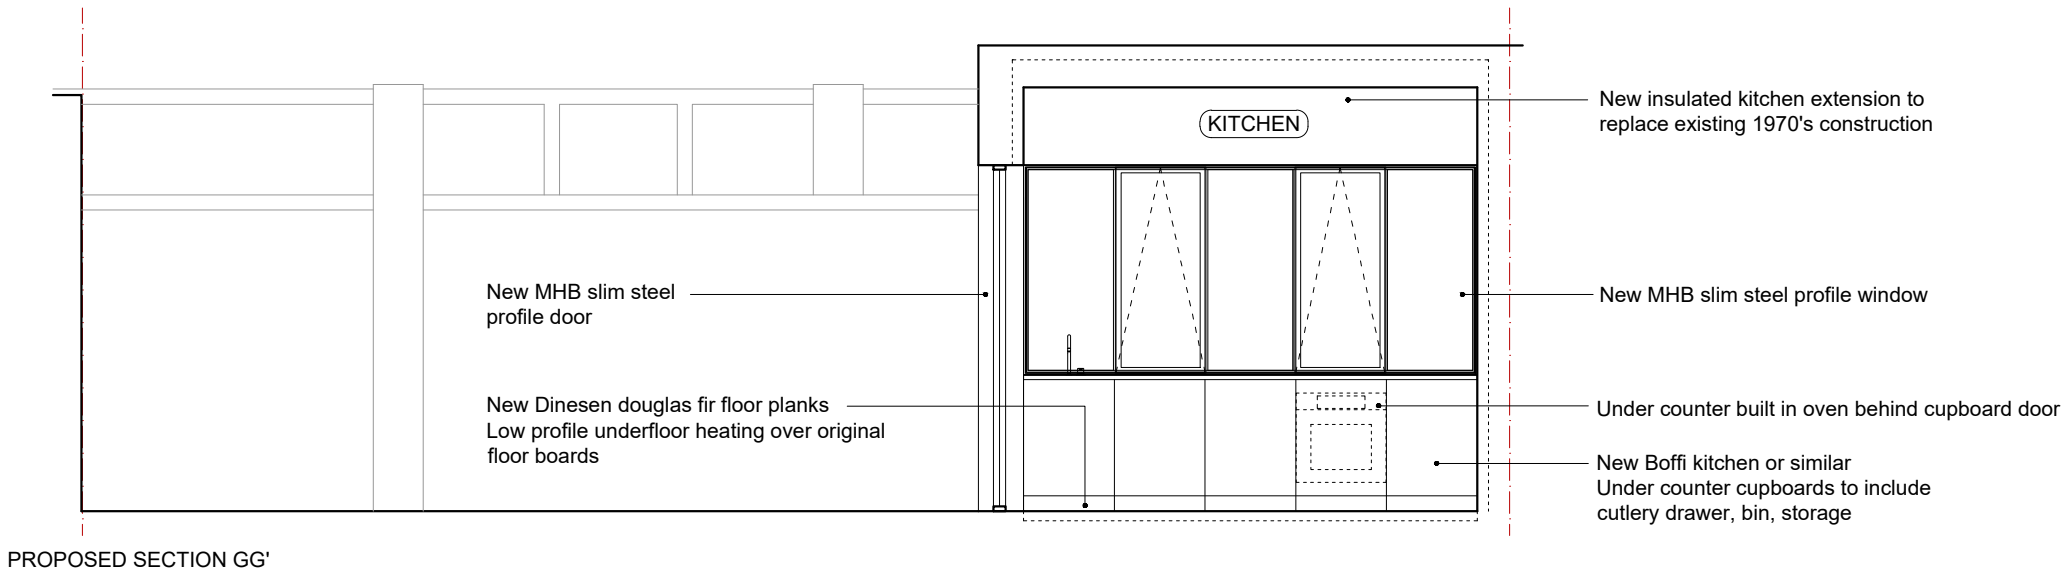 KITCHEN
New insulated kitchen extension to
replace existing 1970's construction
New MHB slim steel
profile door
New MHB slim steel profile window
New Dinesen douglas fir floor planks
Low profile underfloor heating over original
floor boards
Under counter built in oven behind cupboard door
New Boffi kitchen or similar
Under counter cupboards to include
cutlery drawer, bin, storage
PROPOSED SECTION GG'